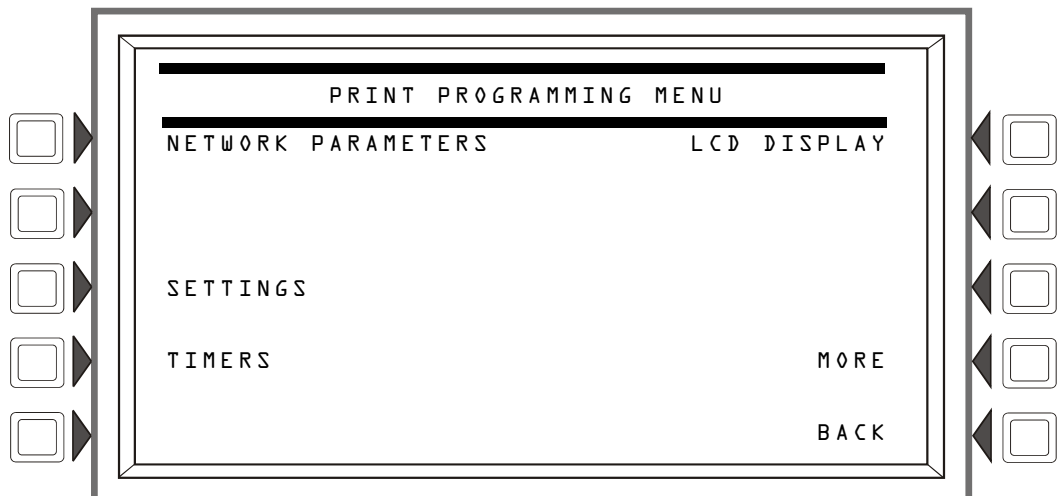 PRINT PROGRAMMING MENU
NETWORK PARAMETERS LCD DISPLAY
SETTINGS
TIMERS MORE
BACK